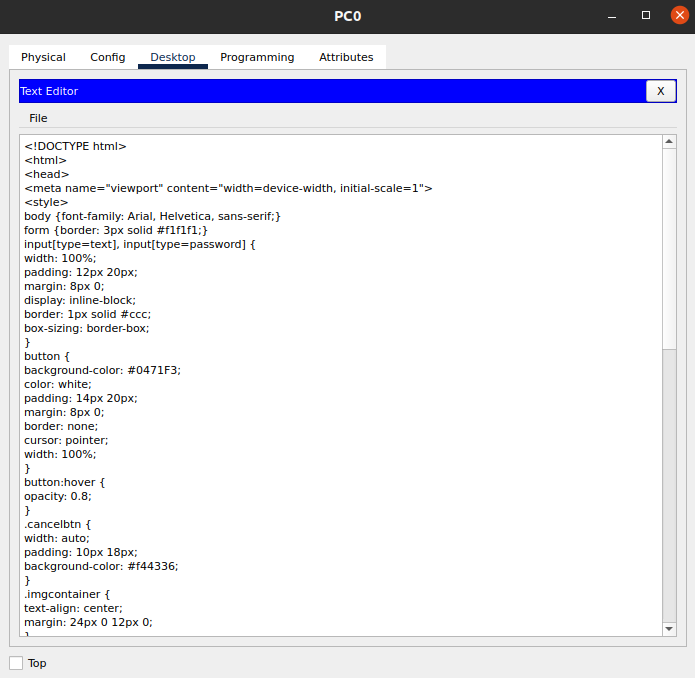 PC0
Physical Config Desktop Programming Attributes
Text Editor X
File
<!DOCTYPE html>
<html>
<head>
<meta name="viewport" content="width=device-width, initial-scale=1">
<style>
body {font-family: Arial, Helvetica, sans-serif;}
form {border: 3px solid #f1f1f1;}
input[type=text], input[type=password] {
width: 100%;
padding: 12px 20px;
margin: 8px 0;
display: inline-block;
border: 1px solid #ccc;
box-sizing: border-box;
}
button {
background-color: #0471F3;
color: white;
padding: 14px 20px;
margin: 8px 0;
border: none;
cursor: pointer;
width: 100%;
}
button:hover {
opacity: 0.8;
}
.cancelbtn {
width: auto;
padding: 10px 18px;
background-color: #f44336;
}
.imgcontainer {
text-align: center;
margin: 24px 0 12px 0;
}
Top